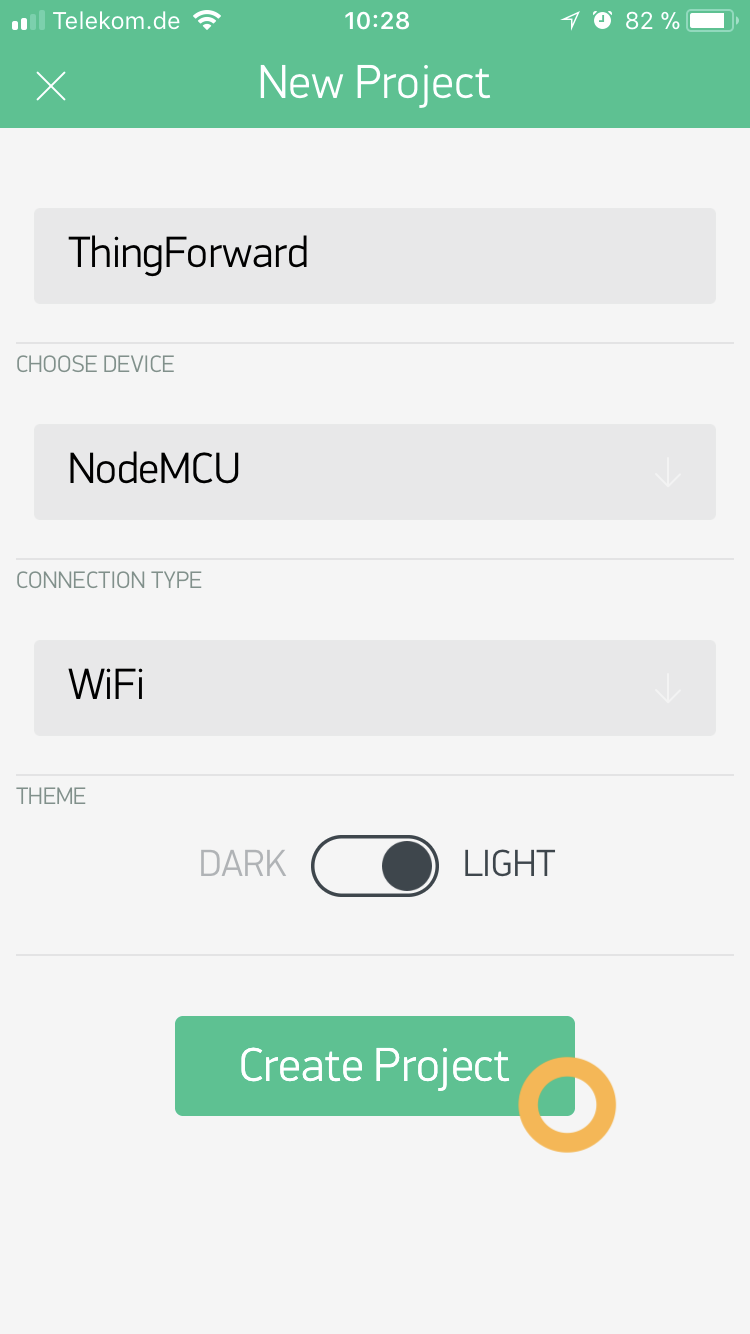 Telekom.de 10:28 82 %
New Project
ThingForward
CHOOSE DEVICE
NodeMCU
CONNECTION TYPE
WiFi
THEME
DARK LIGHT
Create Project